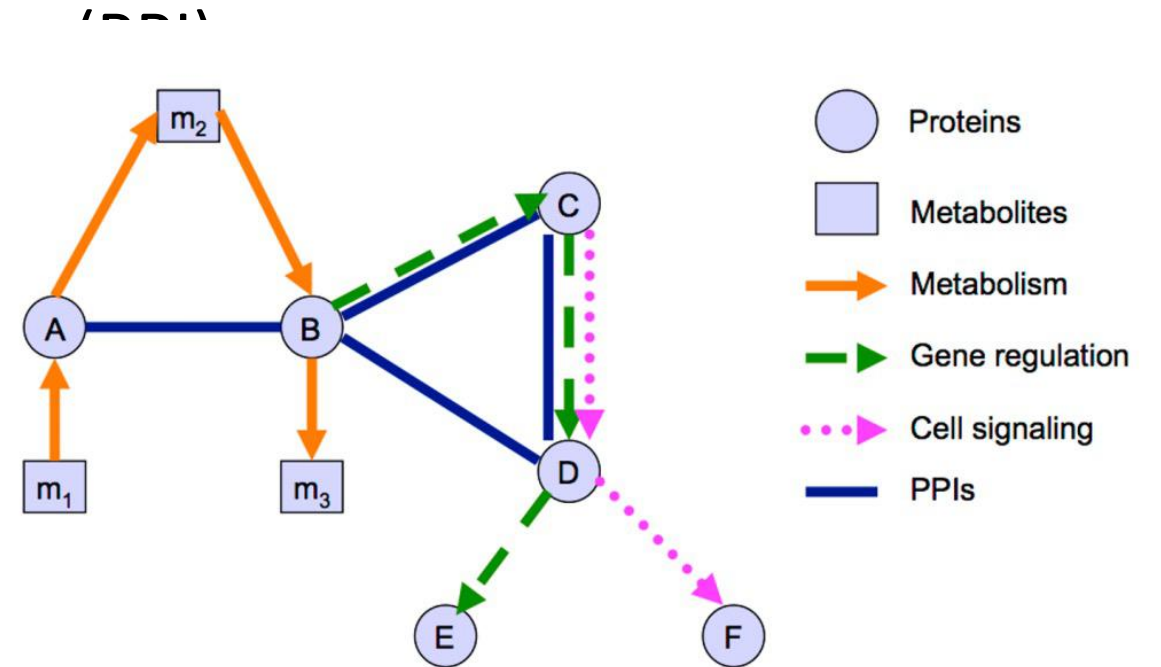 m2
C
A
B
m1
m3
D
E
F
Proteins
Metabolites
Metabolism
Gene regulation
Cell signaling
PPIs